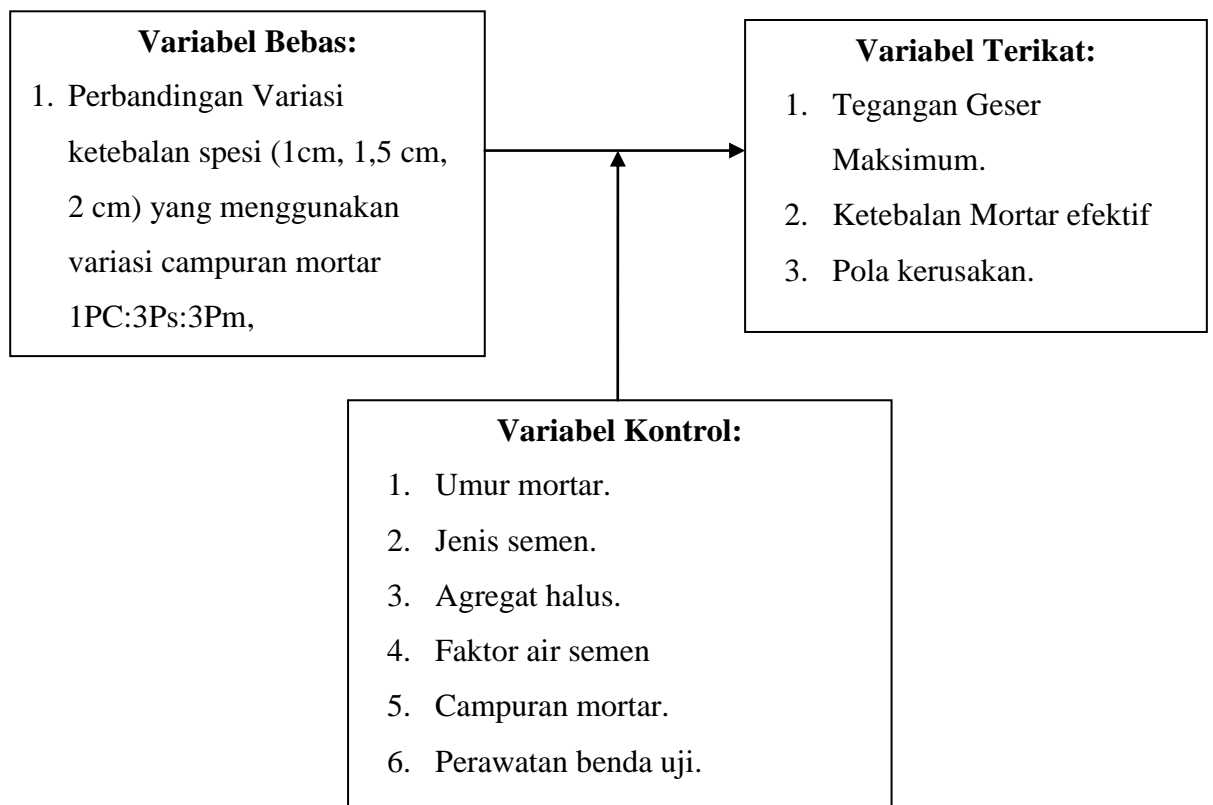 Variabel Bebas:
1. Perbandingan Variasi
ketebalan spesi (1cm, 1,5 cm,
2 cm) yang menggunakan
variasi campuran mortar
1PC:3Ps:3Pm,
Variabel Terikat:
1. Tegangan Geser
Maksimum.
2. Ketebalan Mortar efektif
3. Pola kerusakan.
Variabel Kontrol:
1. Umur mortar.
2. Jenis semen.
3. Agregat halus.
4. Faktor air semen
5. Campuran mortar.
6. Perawatan benda uji.